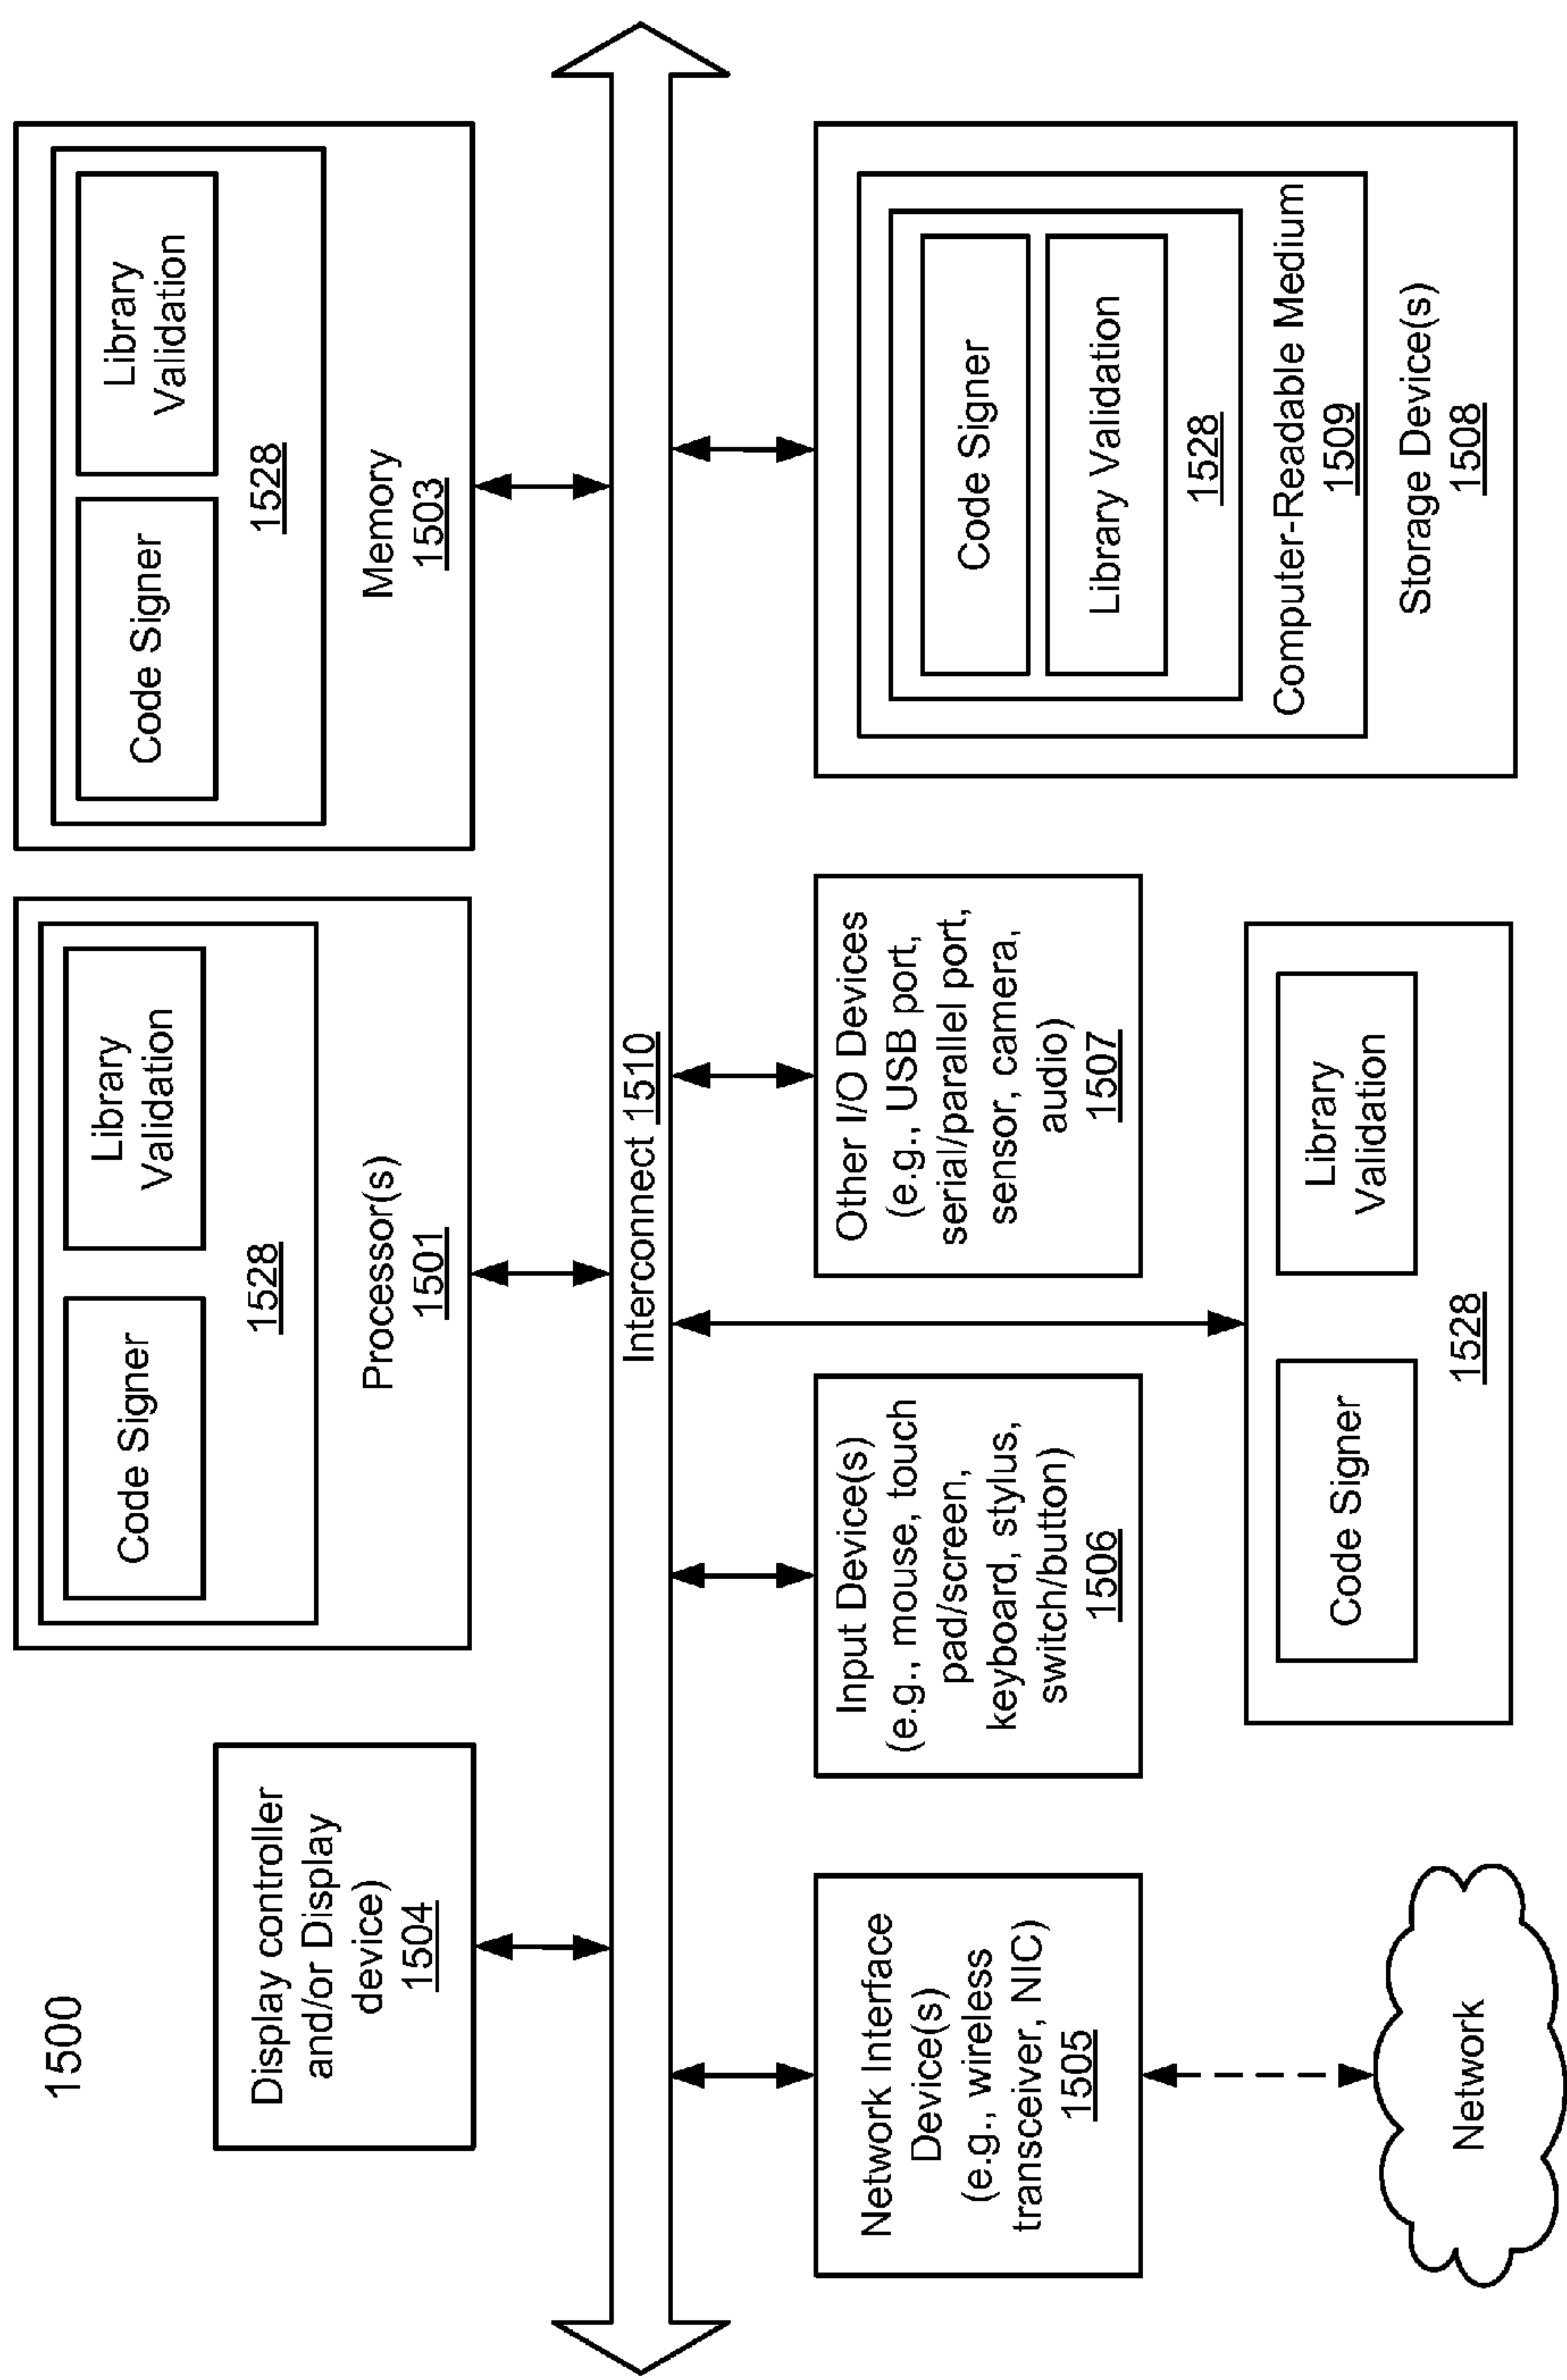 1500
Display controller
and/or Display
device)
1504
Code Signer
Library
Validation
1528
Processor(s)
1501
Code Signer
Library
Validation
1528
Memory
1503
Interconnect 1510
Network Interface
Device(s)
(e.g., wireless
transceiver, NIC)
1505
Input Device(s)
(e.g., mouse, touch
pad/screen,
keyboard, stylus,
switch/button)
1506
Other I/O Devices
(e.g., USB port,
serial/parallel port,
sensor, camera,
audio)
1507
Code Signer
Library Validation
1528
Computer-Readable Medium
1509
Storage Device(s)
1508
Network
Code Signer
Library
Validation
1528